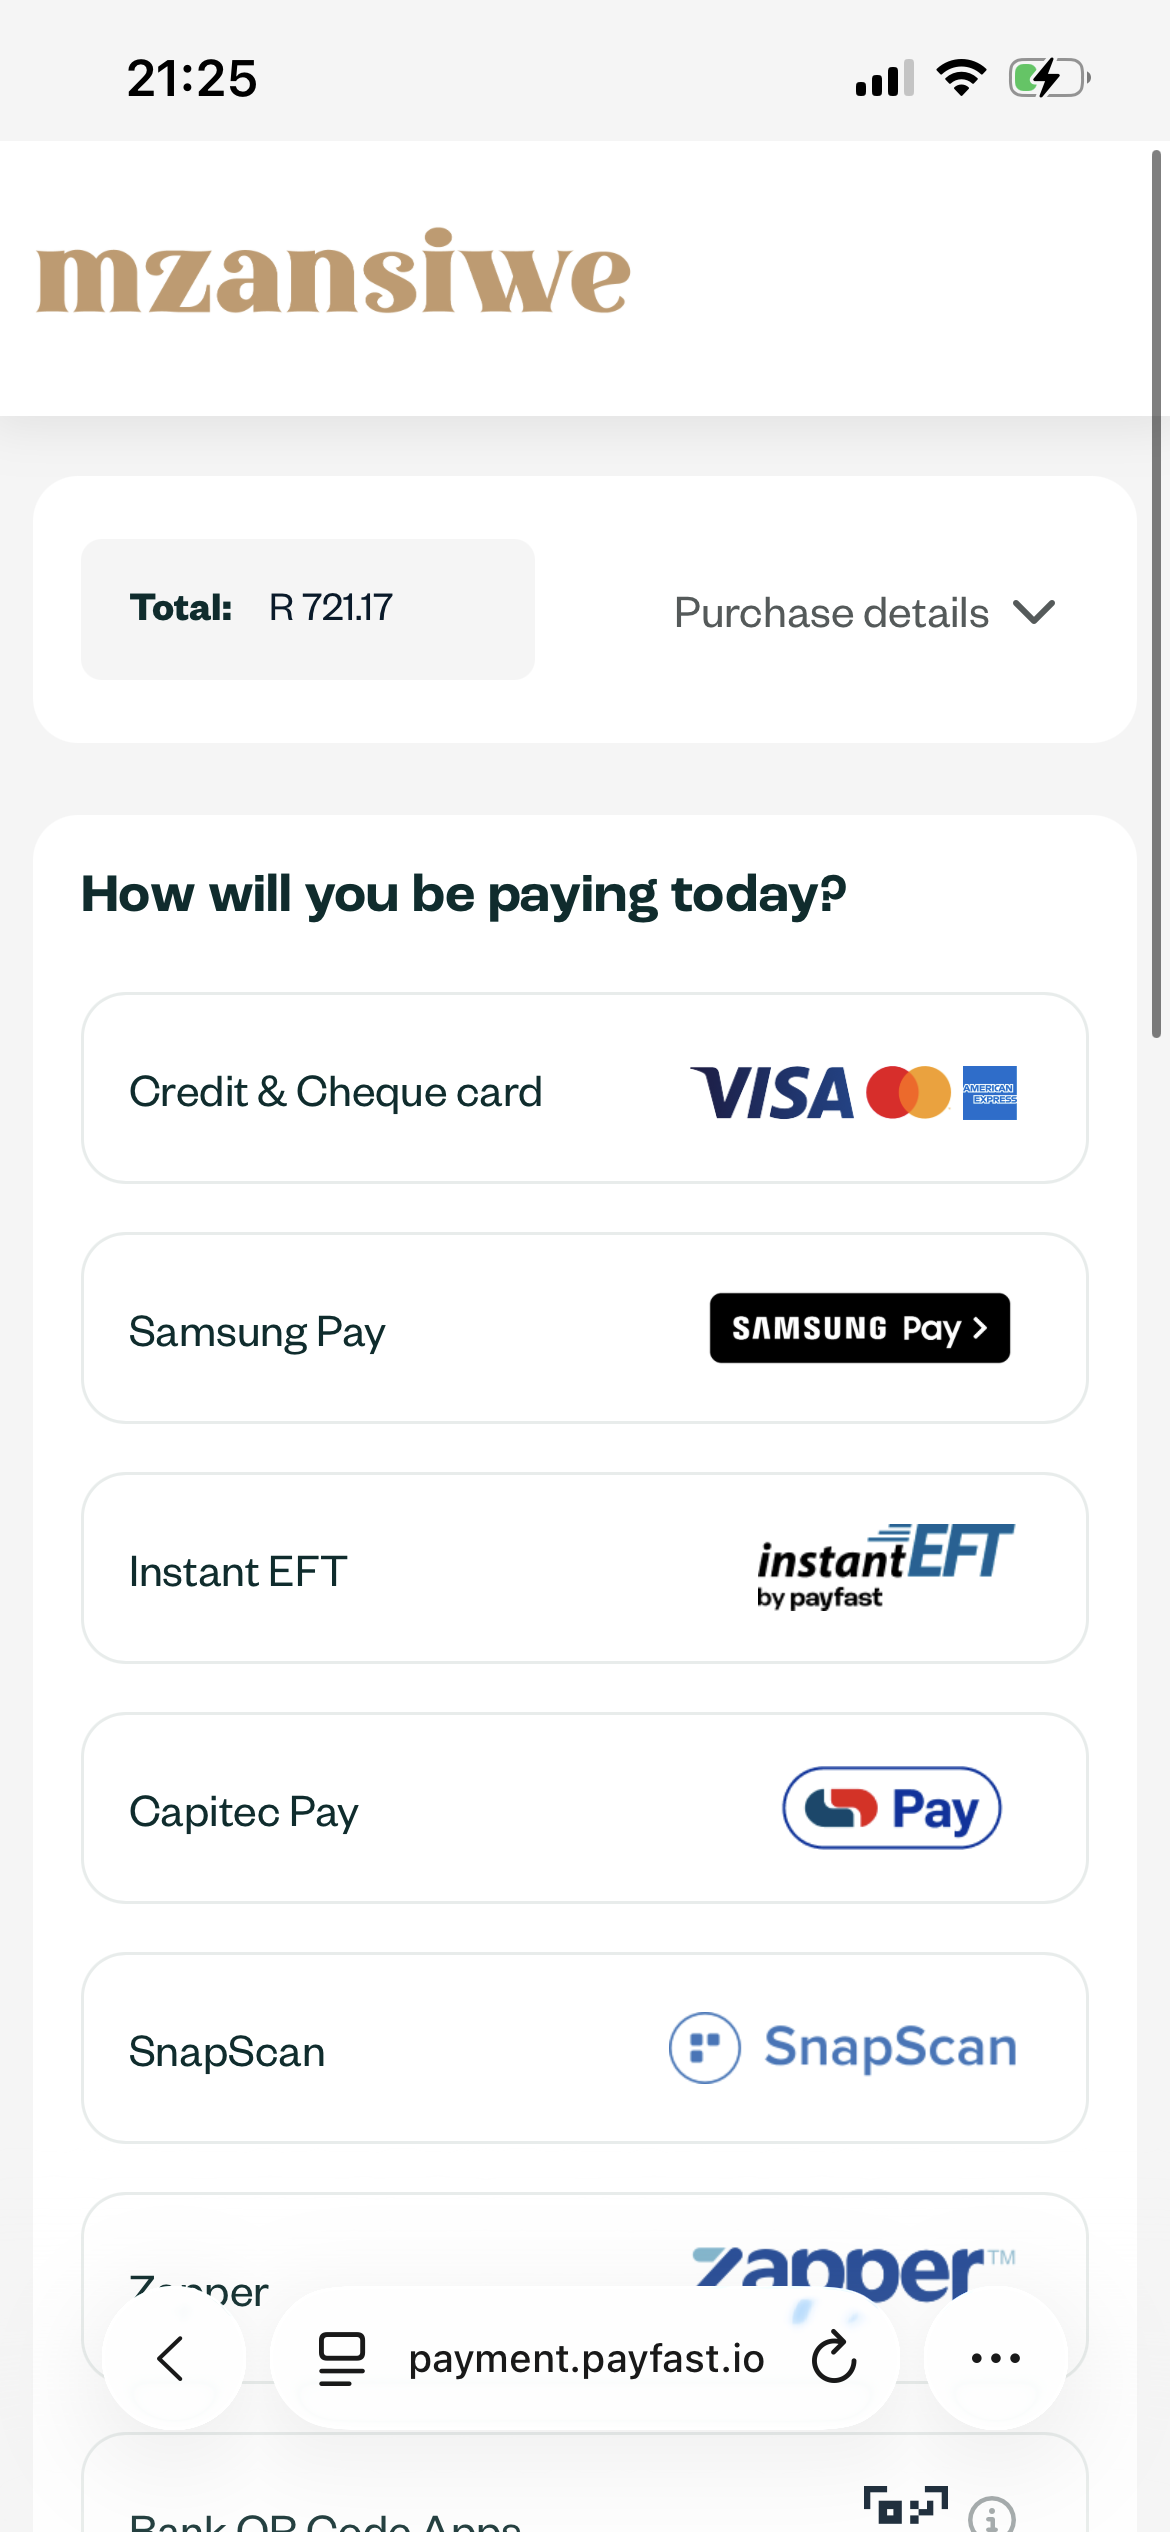 21:25
mzansiwe
Total: R 721.17
Purchase details
How will you be paying today?
Credit & Cheque card
VISA
AMERICAN
EXPRESS
Samsung Pay
SAMSUNG Pay
Instant EFT
instantEFT
by payfast
Capitec Pay
Pay
SnapScan
SnapScan
Zapper
zapper™
payment.payfast.io
Bank QR Code Apps